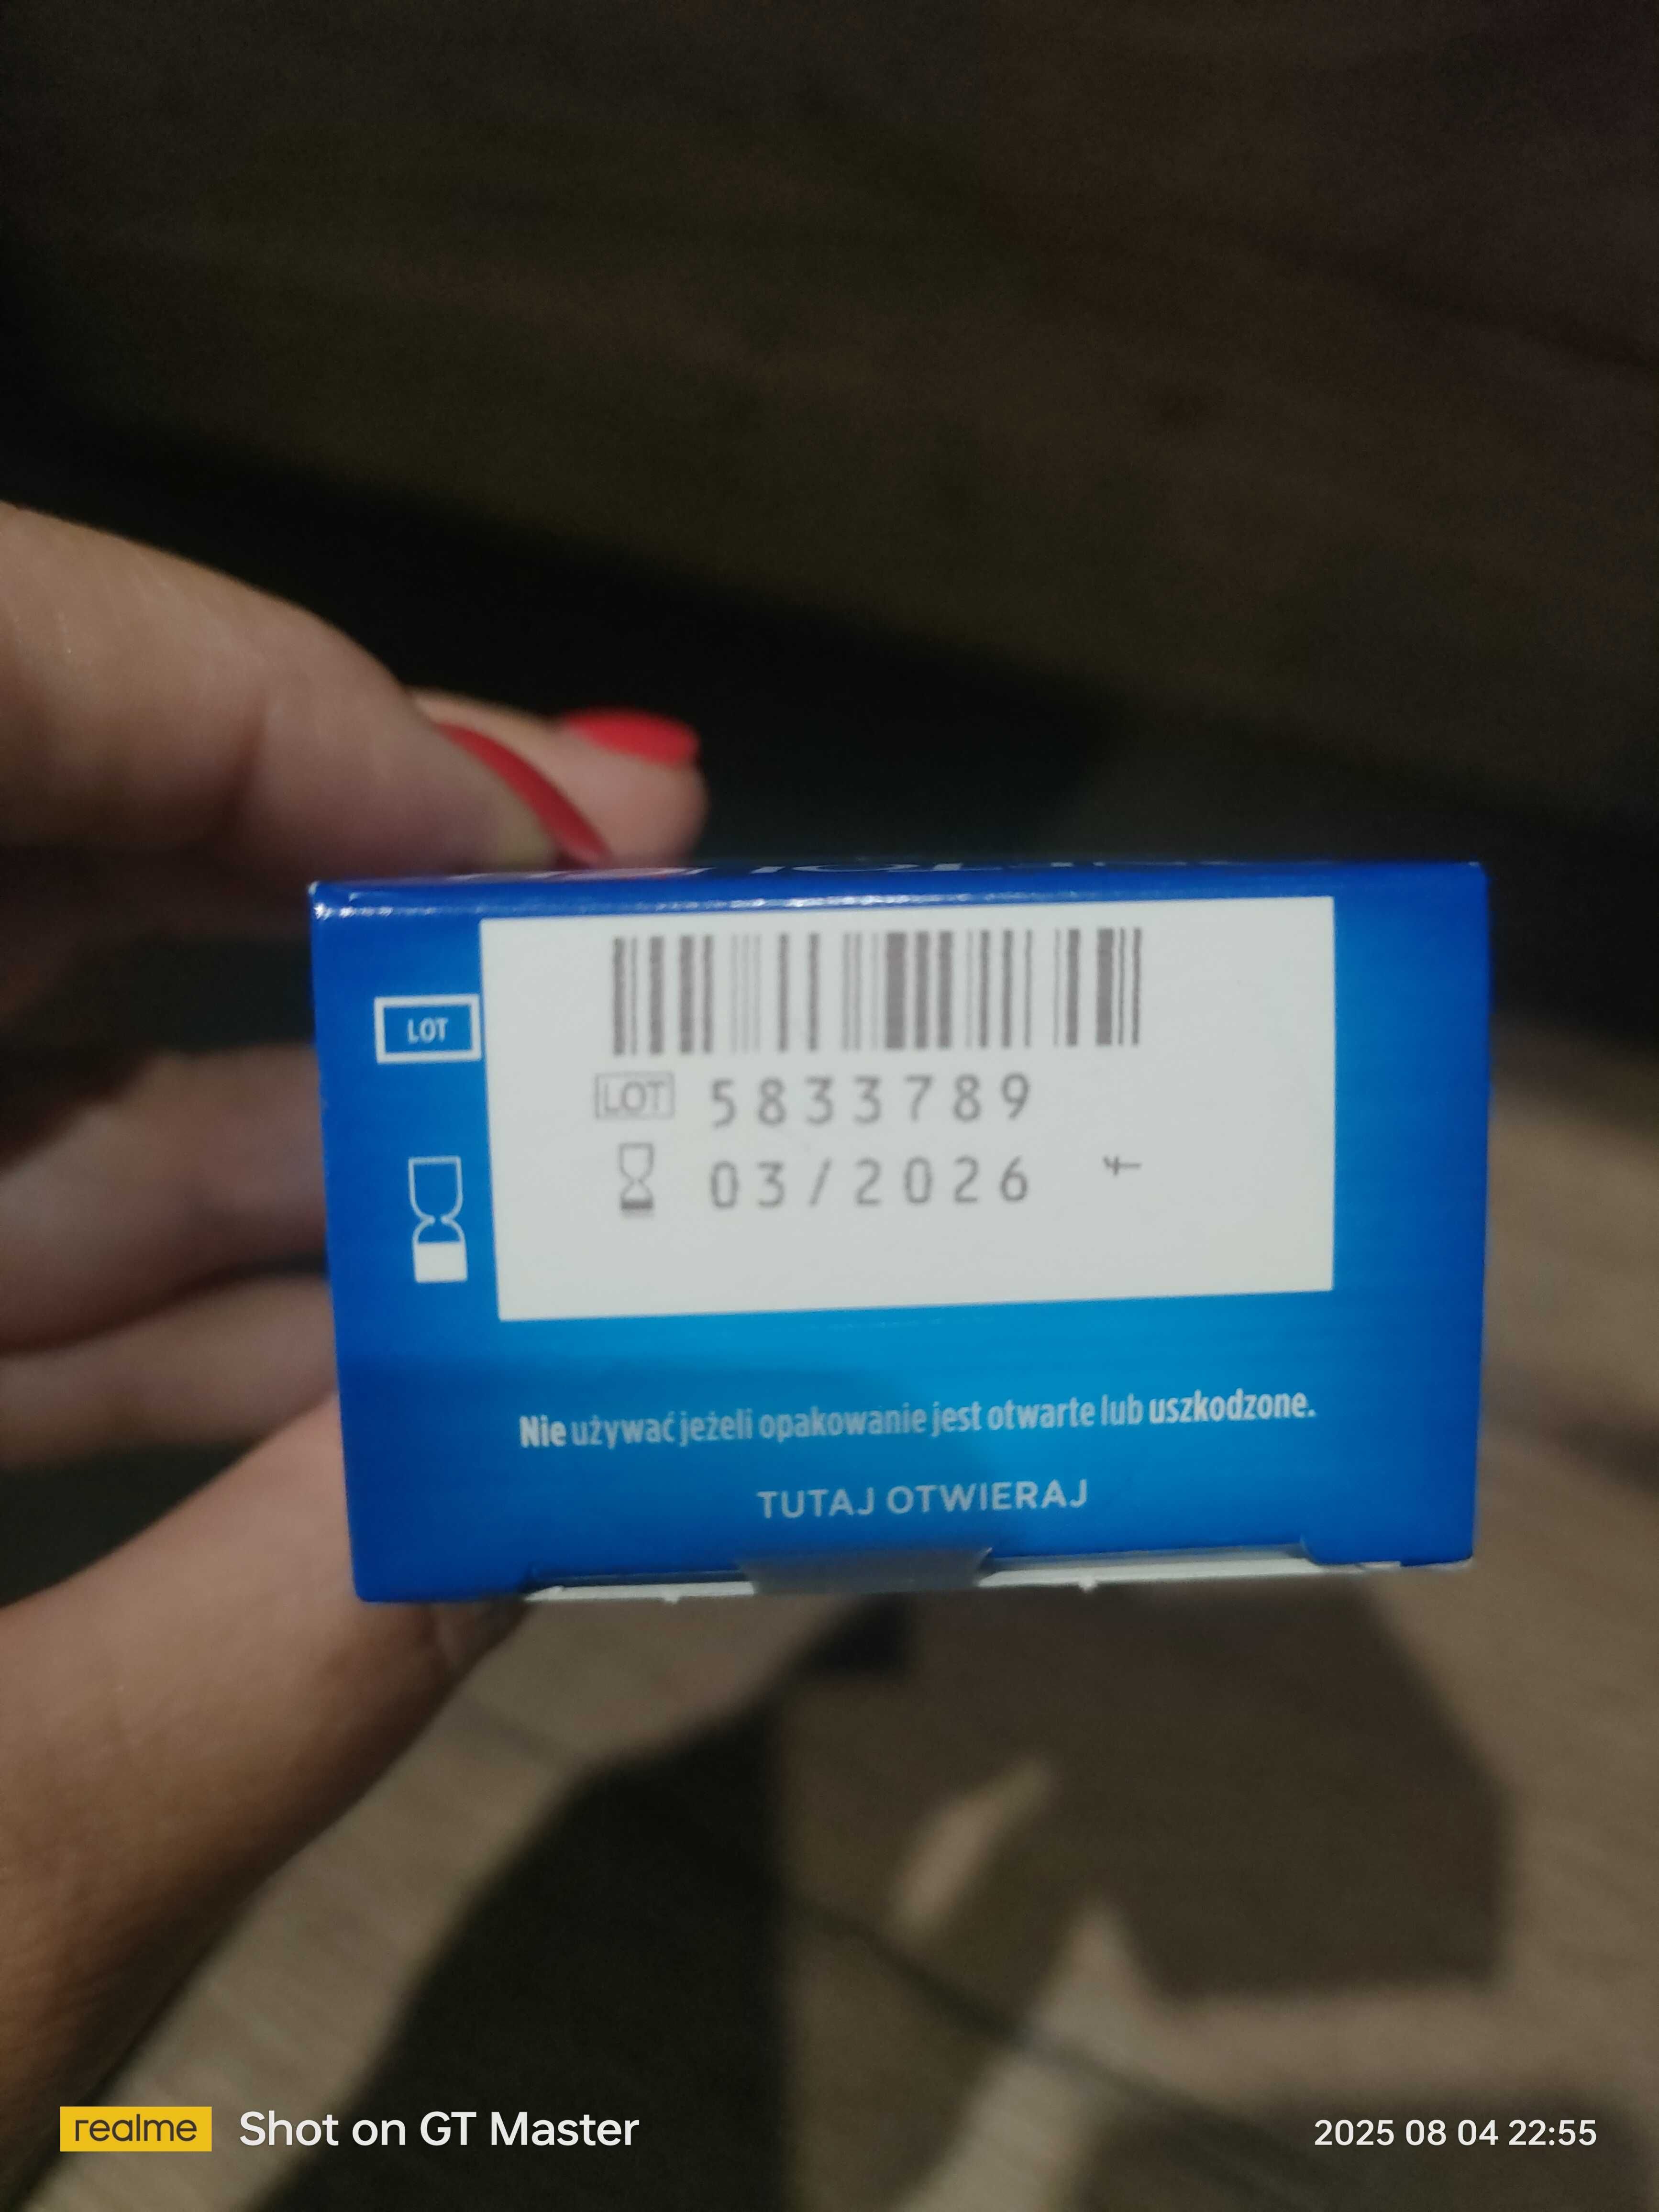 LOT
LOT 5833789
03/2026 f
Nie używać jeżeli opakowanie jest otwarte lub uszkodzone.
TUTAJ OTWIERAJ
realme Shot on GT Master
2025 08 04 22:55